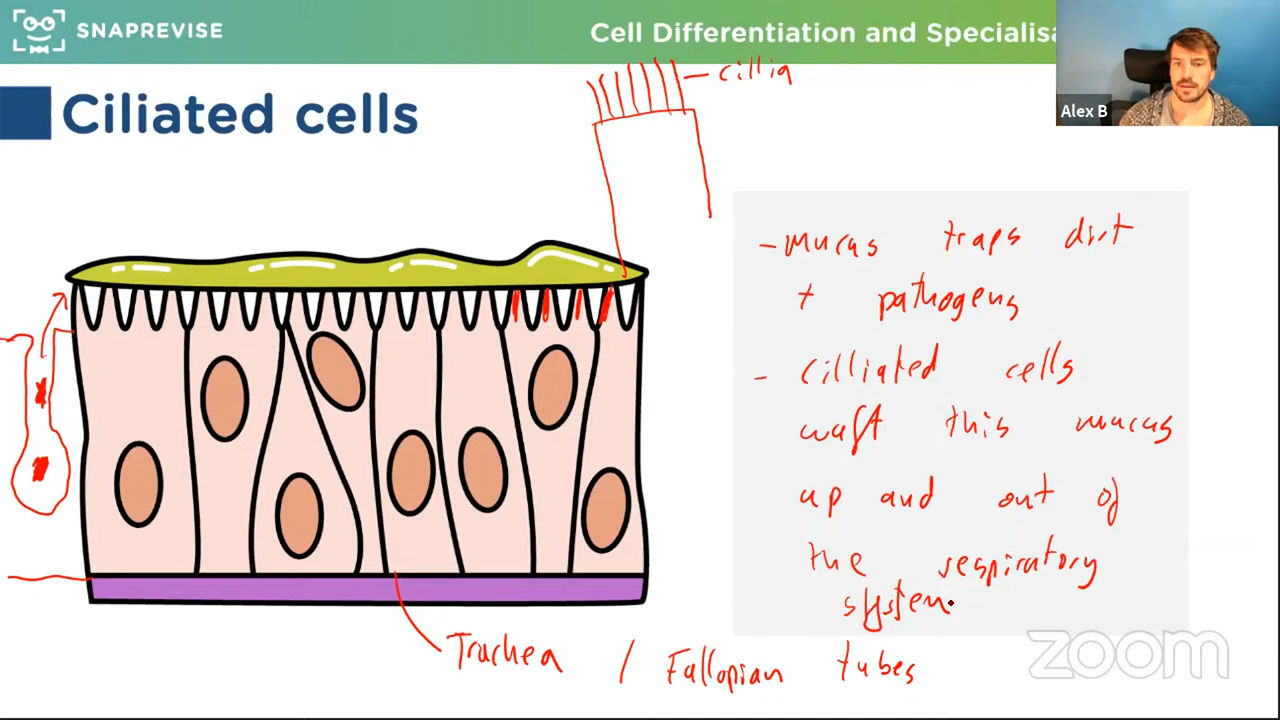 SNAPREVISE
Cell Differentiation and Specialisa
Alex B
Ciliated cells
cillia
- mucus traps dirt
+ pathogens
- cilliated cells
waft this mucus
up and out of
the respiratory
system
Trachea / Fallopian tubes
zoom